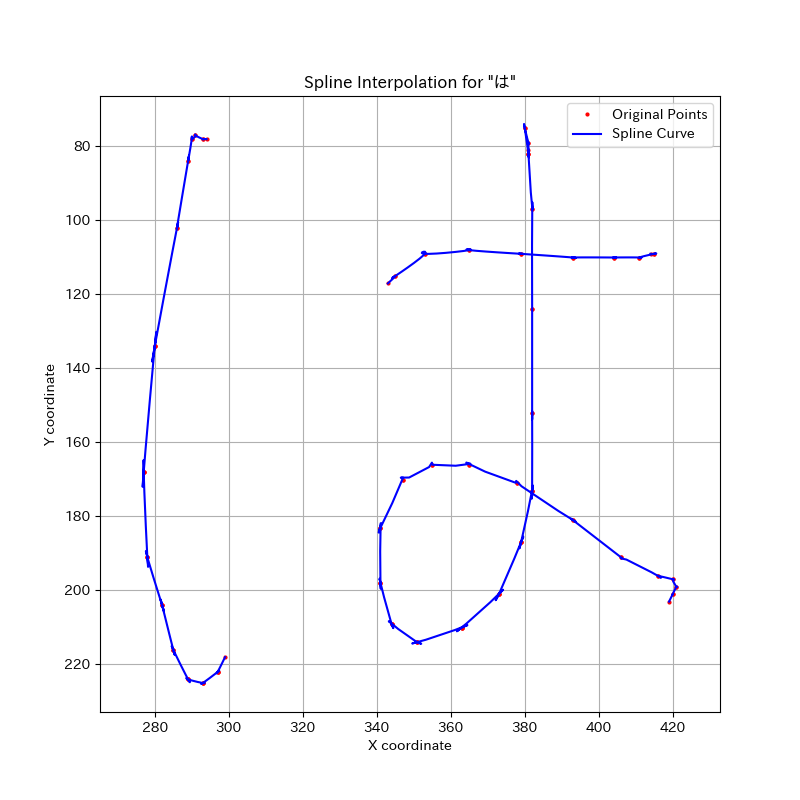 Spline Interpolation for "は"
Original Points
Spline Curve
80
100
120
140
160
180
200
220
Y coordinate
は
280 300 320 340 360 380 400 420
X coordinate